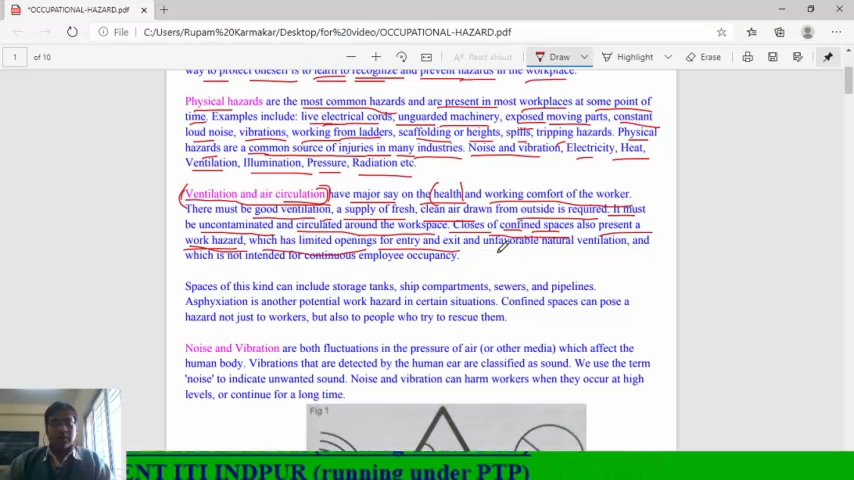 *OCCUPATIONAL-HAZARD.pdf
File C:/Users/Rupam%20Karmakar/Desktop/for%20video/OCCUPATIONAL-HAZARD.pdf
1 of 10 Read aloud Draw Highlight Erase
way to protect oneself is to learn to recognize and prevent hazards in the workplace.
Physical hazards are the most common hazards and are present in most workplaces at some point of
time. Examples include: live electrical cords, unguarded machinery, exposed moving parts, constant
loud noise, vibrations, working from ladders, scaffolding or heights, spills, tripping hazards. Physical
hazards are a common source of injuries in many industries. Noise and vibration, Electricity, Heat,
Ventilation, Illumination, Pressure, Radiation etc.
Ventilation and air circulation have major say on the health and working comfort of the worker.
There must be good ventilation, a supply of fresh, clean air drawn from outside is required. It must
be uncontaminated and circulated around the workspace. Closes of confined spaces also present a
work hazard, which has limited openings for entry and exit and unfavorable natural ventilation, and
which is not intended for continuous employee occupancy.
Spaces of this kind can include storage tanks, ship compartments, sewers, and pipelines.
Asphyxiation is another potential work hazard in certain situations. Confined spaces can pose a
hazard not just to workers, but also to people who try to rescue them.
Noise and Vibration are both fluctuations in the pressure of air (or other media) which affect the
human body. Vibrations that are detected by the human ear are classified as sound. We use the term
'noise' to indicate unwanted sound. Noise and vibration can harm workers when they occur at high
levels, or continue for a long time.
Fig 1
ENT ITI INDPUR (running under PTP)